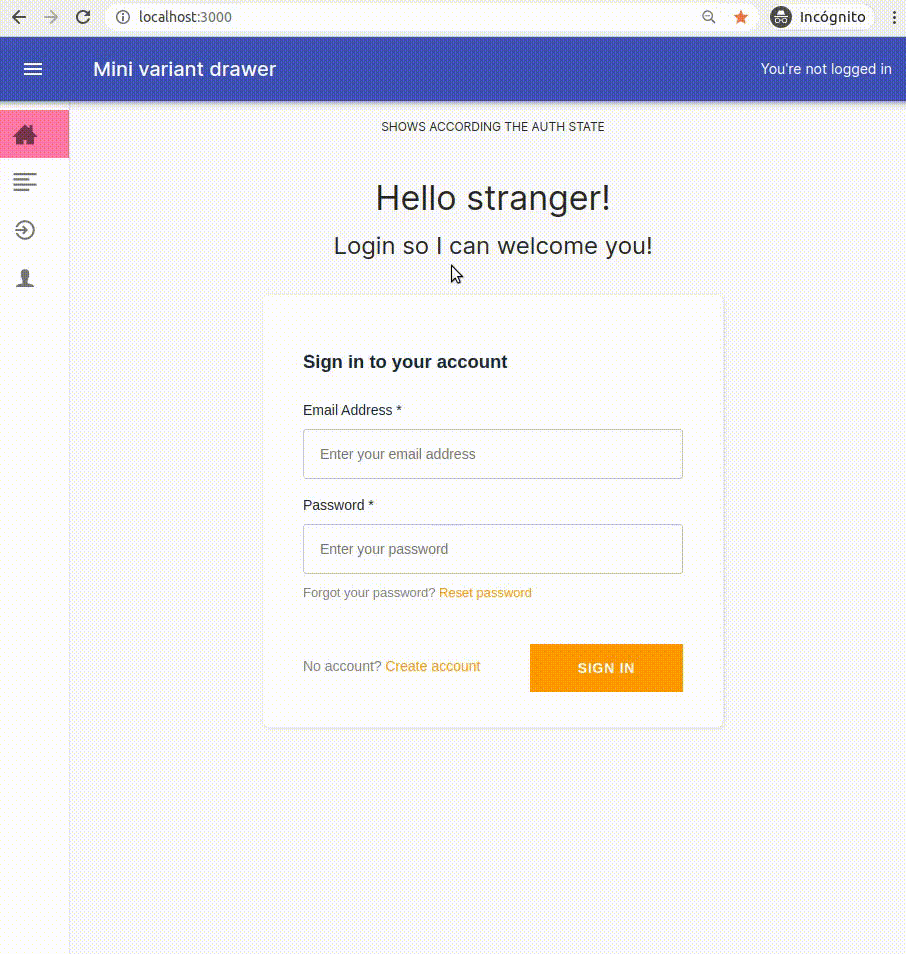 localhost:3000
Incógnito
Mini variant drawer
You're not logged in
SHOWS ACCORDING THE AUTH STATE
Hello stranger!
Login so I can welcome you!
Sign in to your account
Email Address *
Enter your email address
Password *
Enter your password
Forgot your password? Reset password
No account? Create account
SIGN IN